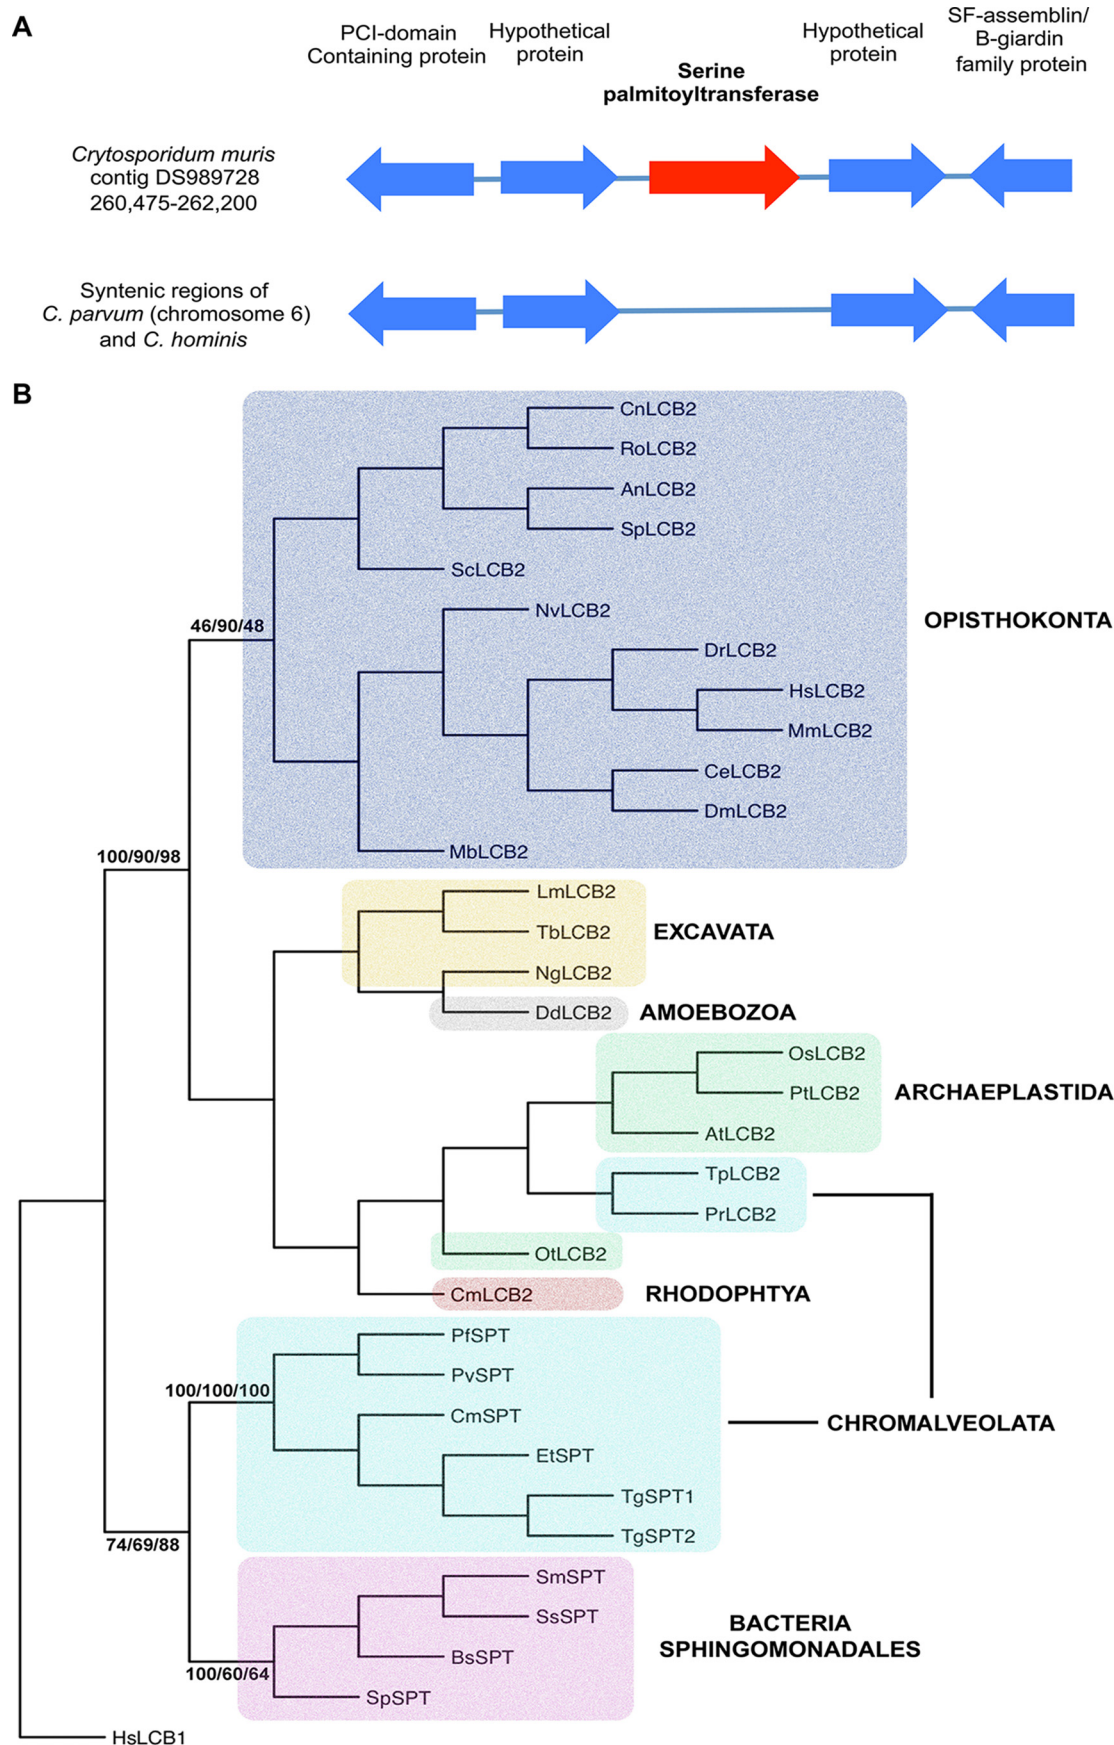 A
PCI-domain
Containing protein
Hypothetical
protein
Serine
palmitoyltransferase
Hypothetical
protein
SF-assemblin/
B-giardin
family protein
Crytosporidum muris
contig DS989728
260,475-262,200
Syntenic regions of
C. parvum (chromosome 6)
and C. hominis
B
CnLCB2
RoLCB2
AnLCB2
SpLCB2
ScLCB2
NvLCB2
46/90/48
OPISTHOKONTA
DrLCB2
HsLCB2
MmLCB2
CeLCB2
DmLCB2
MbLCB2
100/90/98
LmLCB2
TbLCB2
EXCAVATA
NgLCB2
DdLCB2
AMOEBOZOA
OsLCB2
PtLCB2
ARCHAEPLASTIDA
AtLCB2
TpLCB2
PrLCB2
OtLCB2
CmLCB2
RHODOPHTYA
PfSPT
PvSPT
100/100/100
CmSPT
CHROMALVEOLATA
EtSPT
TgSPT1
TgSPT2
74/69/88
SmSPT
SsSPT
BACTERIA
SPHINGOMONADALES
BsSPT
100/60/64
SpSPT
HsLCB1